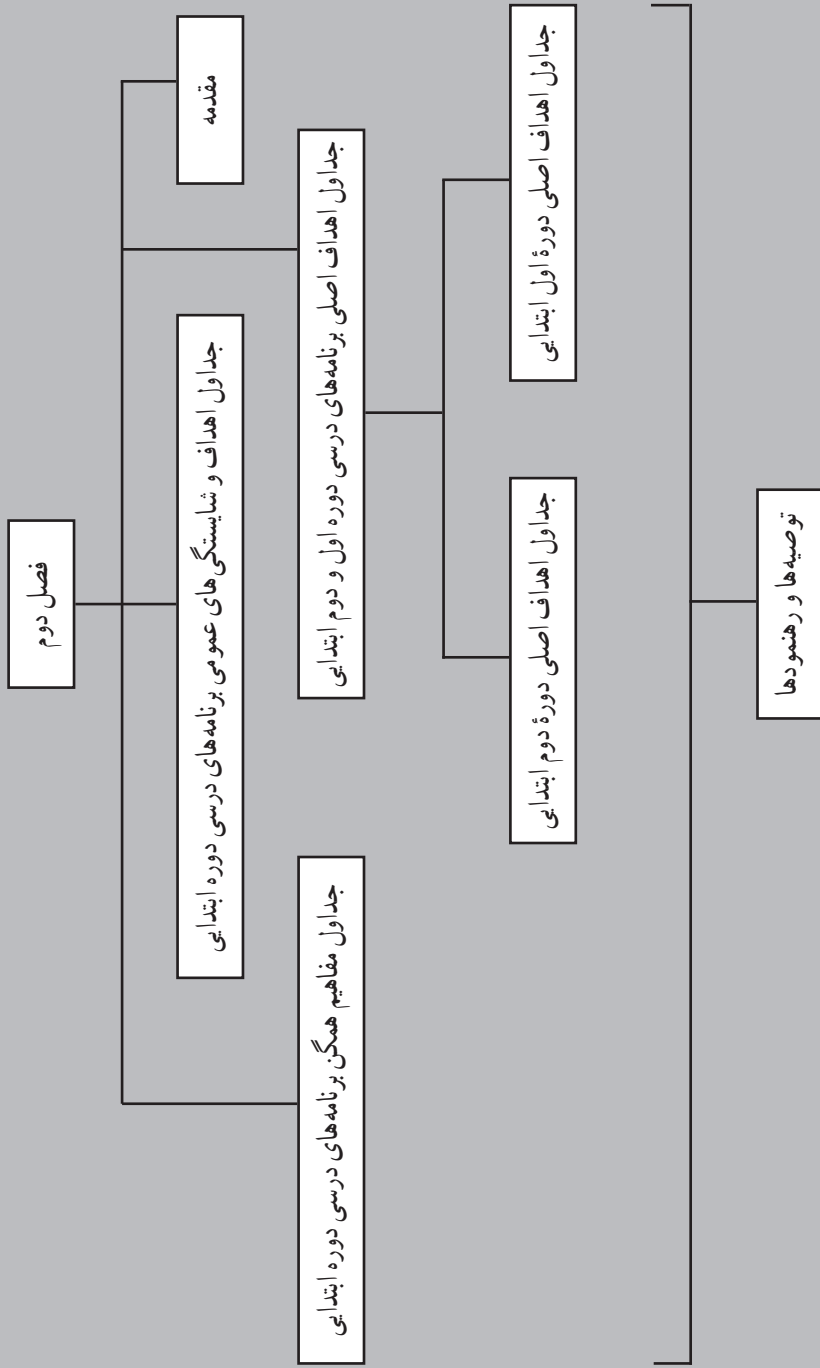 فصل دوم
مقدمه
جداول اهداف و شایستگی‌های عمومی برنامه‌های درسی دوره ابتدایی
جداول اهداف اصلی برنامه‌های درسی دوره اول و دوم ابتدایی
جداول مفاهیم همگن برنامه‌های درسی دوره ابتدایی
جداول اهداف اصلی دورۀ اول ابتدایی
جداول اهداف اصلی دورۀ دوم ابتدایی
توصیه‌ها و رهنمودها